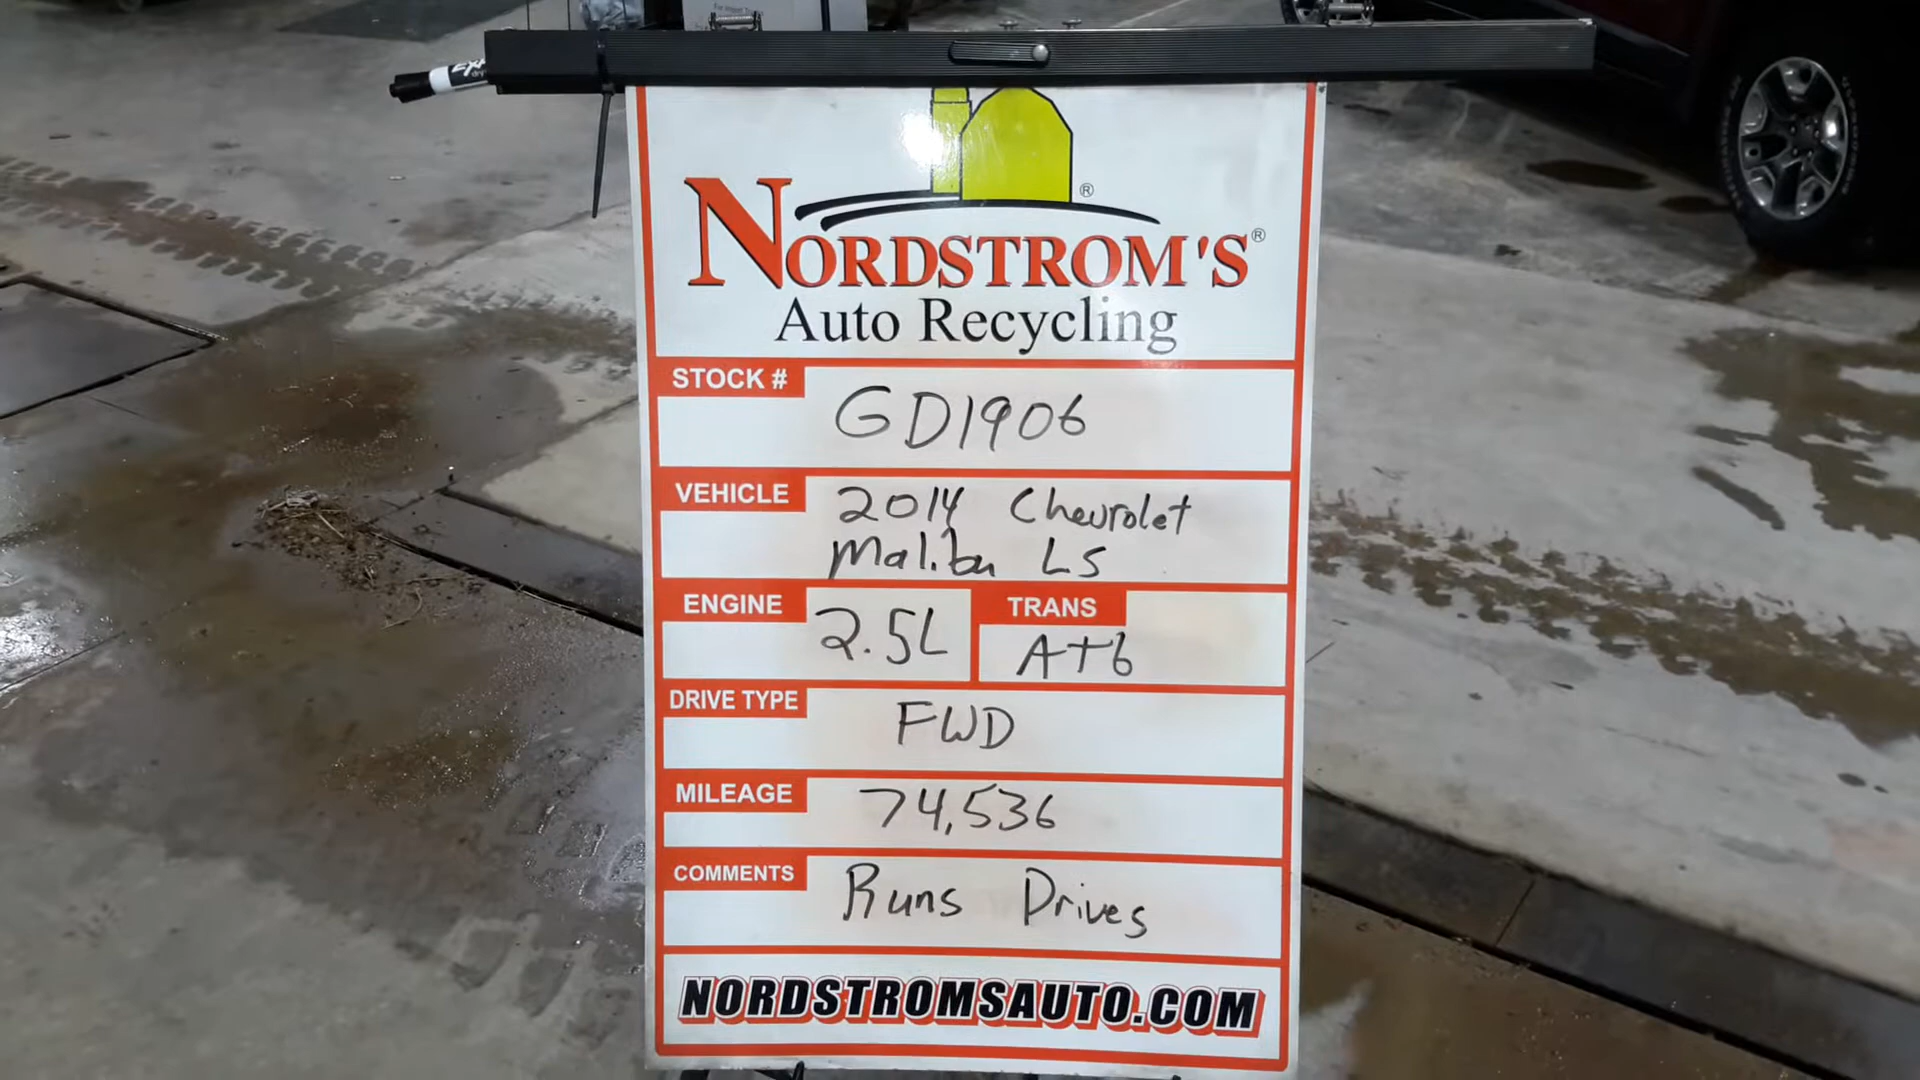 NORDSTROM'S®
Auto Recycling
STOCK # GD1906
VEHICLE 2014 Chevrolet
Malibu LS
ENGINE 2.5L TRANS AT6
DRIVE TYPE FWD
MILEAGE 74,536
COMMENTS Runs Drives
NORDSTROMSAUTO.COM